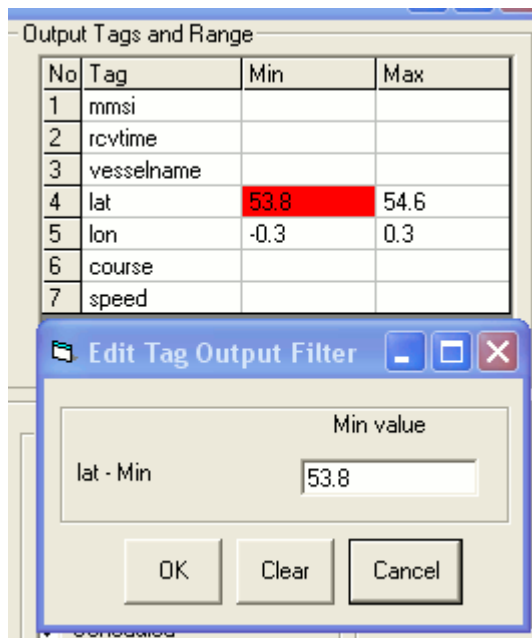 Output Tags and Range
No Tag Min Max
1 mmsi
2 rcvtime
3 vesselname
4 lat 53.8 54.6
5 lon -0.3 0.3
6 course
7 speed
Edit Tag Output Filter
Min value
lat - Min 53.8
OK Clear Cancel